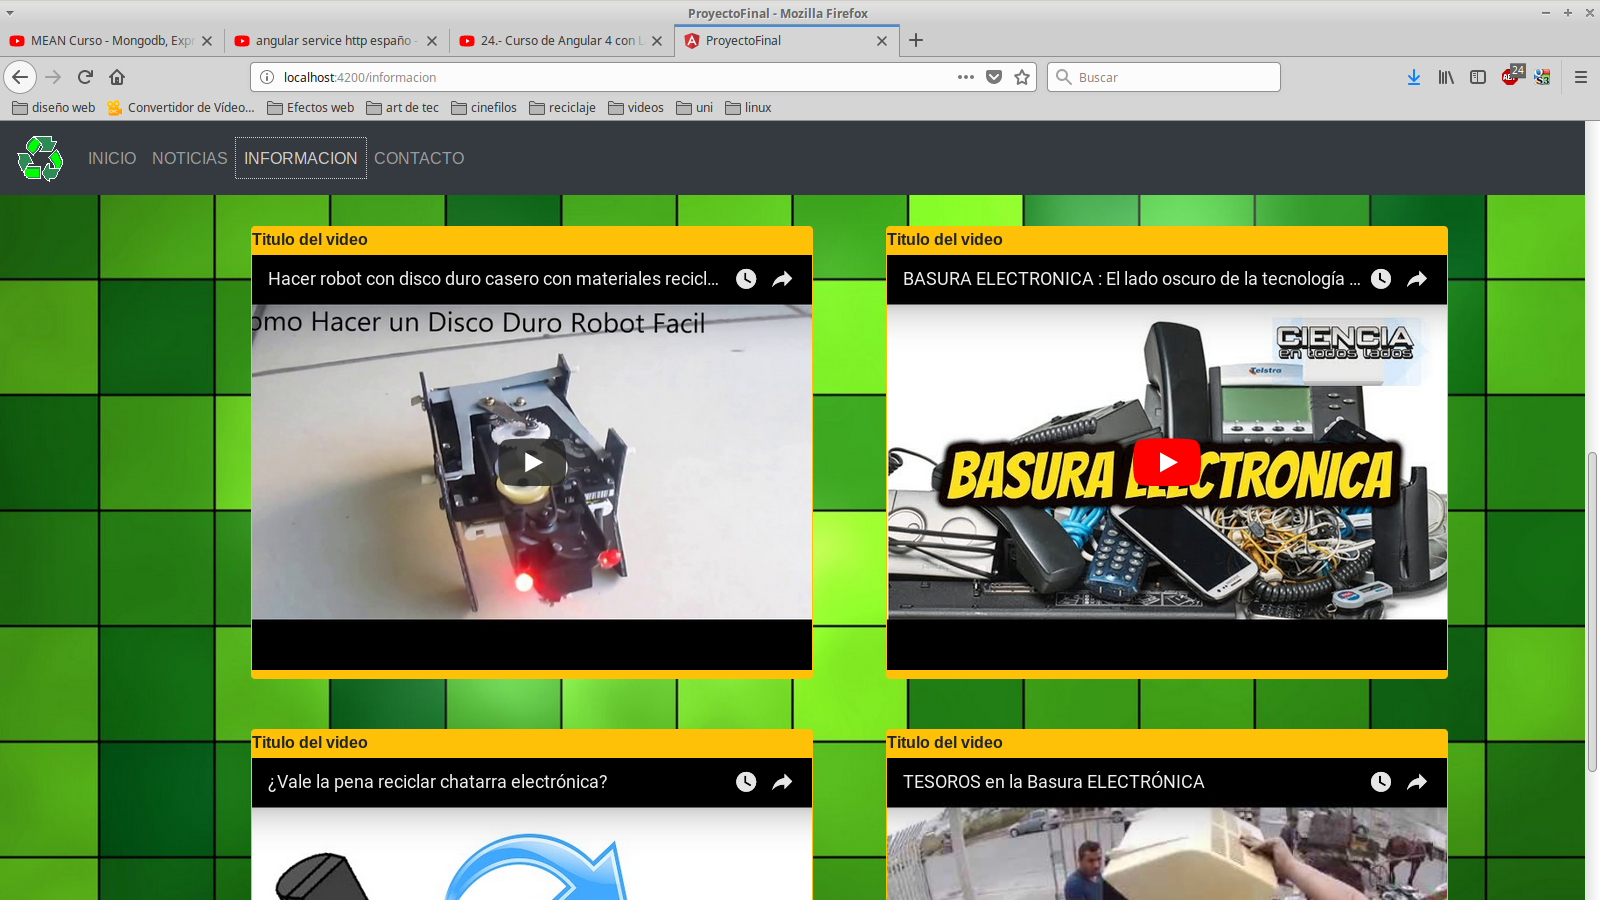 ProyectoFinal - Mozilla Firefox
MEAN Curso - Mongodb, Expr
angular service http españo -
24.- Curso de Angular 4 con L
ProyectoFinal
localhost:4200/informacion
Buscar
24
ABP
diseño web
Convertidor de Vídeo...
Efectos web
art de tec
cinefilos
reciclaje
videos
uni
linux
INICIO
NOTICIAS
INFORMACION
CONTACTO
Titulo del video
Hacer robot con disco duro casero con materiales recicl...
omo Hacer un Disco Duro Robot Facil
Titulo del video
BASURA ELECTRONICA : El lado oscuro de la tecnología ...
CIENCIA
en todos lados
Telstra
BASURA ELECTRONICA
Titulo del video
¿Vale la pena reciclar chatarra electrónica?
Titulo del video
TESOROS en la Basura ELECTRÓNICA